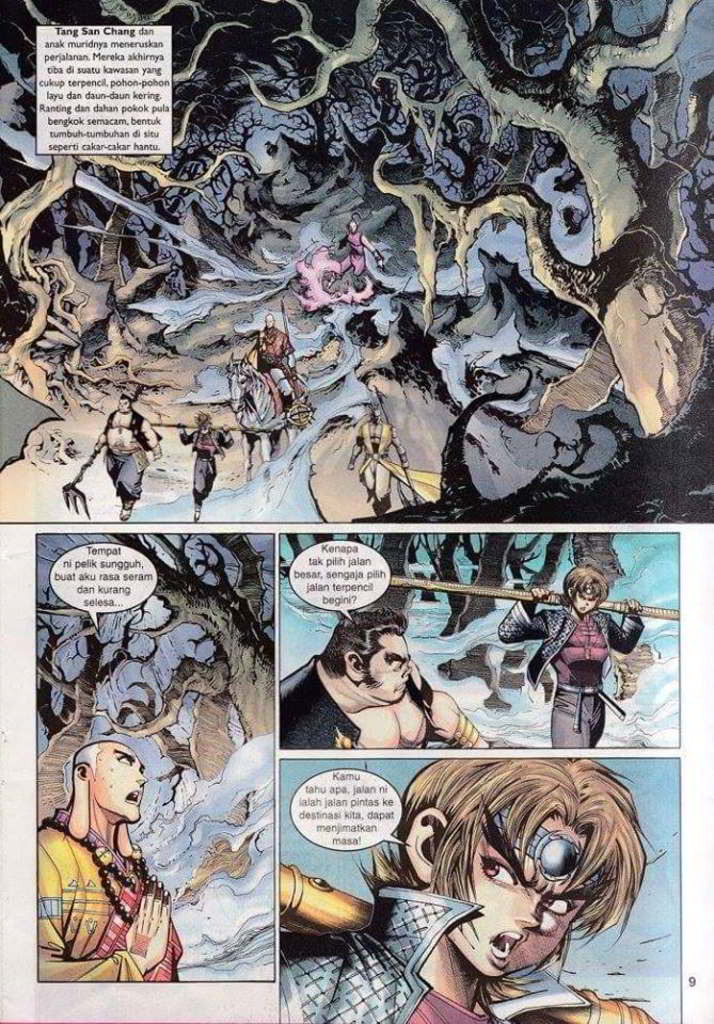 Tang San Chang dan
anak muridnya meneruskan
perjalanan. Mereka akhirnya
tiba di suatu kawasan yang
cukup terpencil, pohon-pohon
layu dan daun-daun kering.
Ranting dan dahan pokok pula
bengkok semacam, bentuk
tumbuh-tumbuhan di situ
seperti cakar-cakar hantu.
Tempat
ni pelik sungguh,
buat aku rasa seram
dan kurang
selesa...
Kenapa
tak pilih jalan
besar, sengaja pilih
jalan terpencil
begini?
Kamu
tahu apa, jalan ni
ialah jalan pintas ke
destinasi kita, dapat
menjimatkan
masa!
9